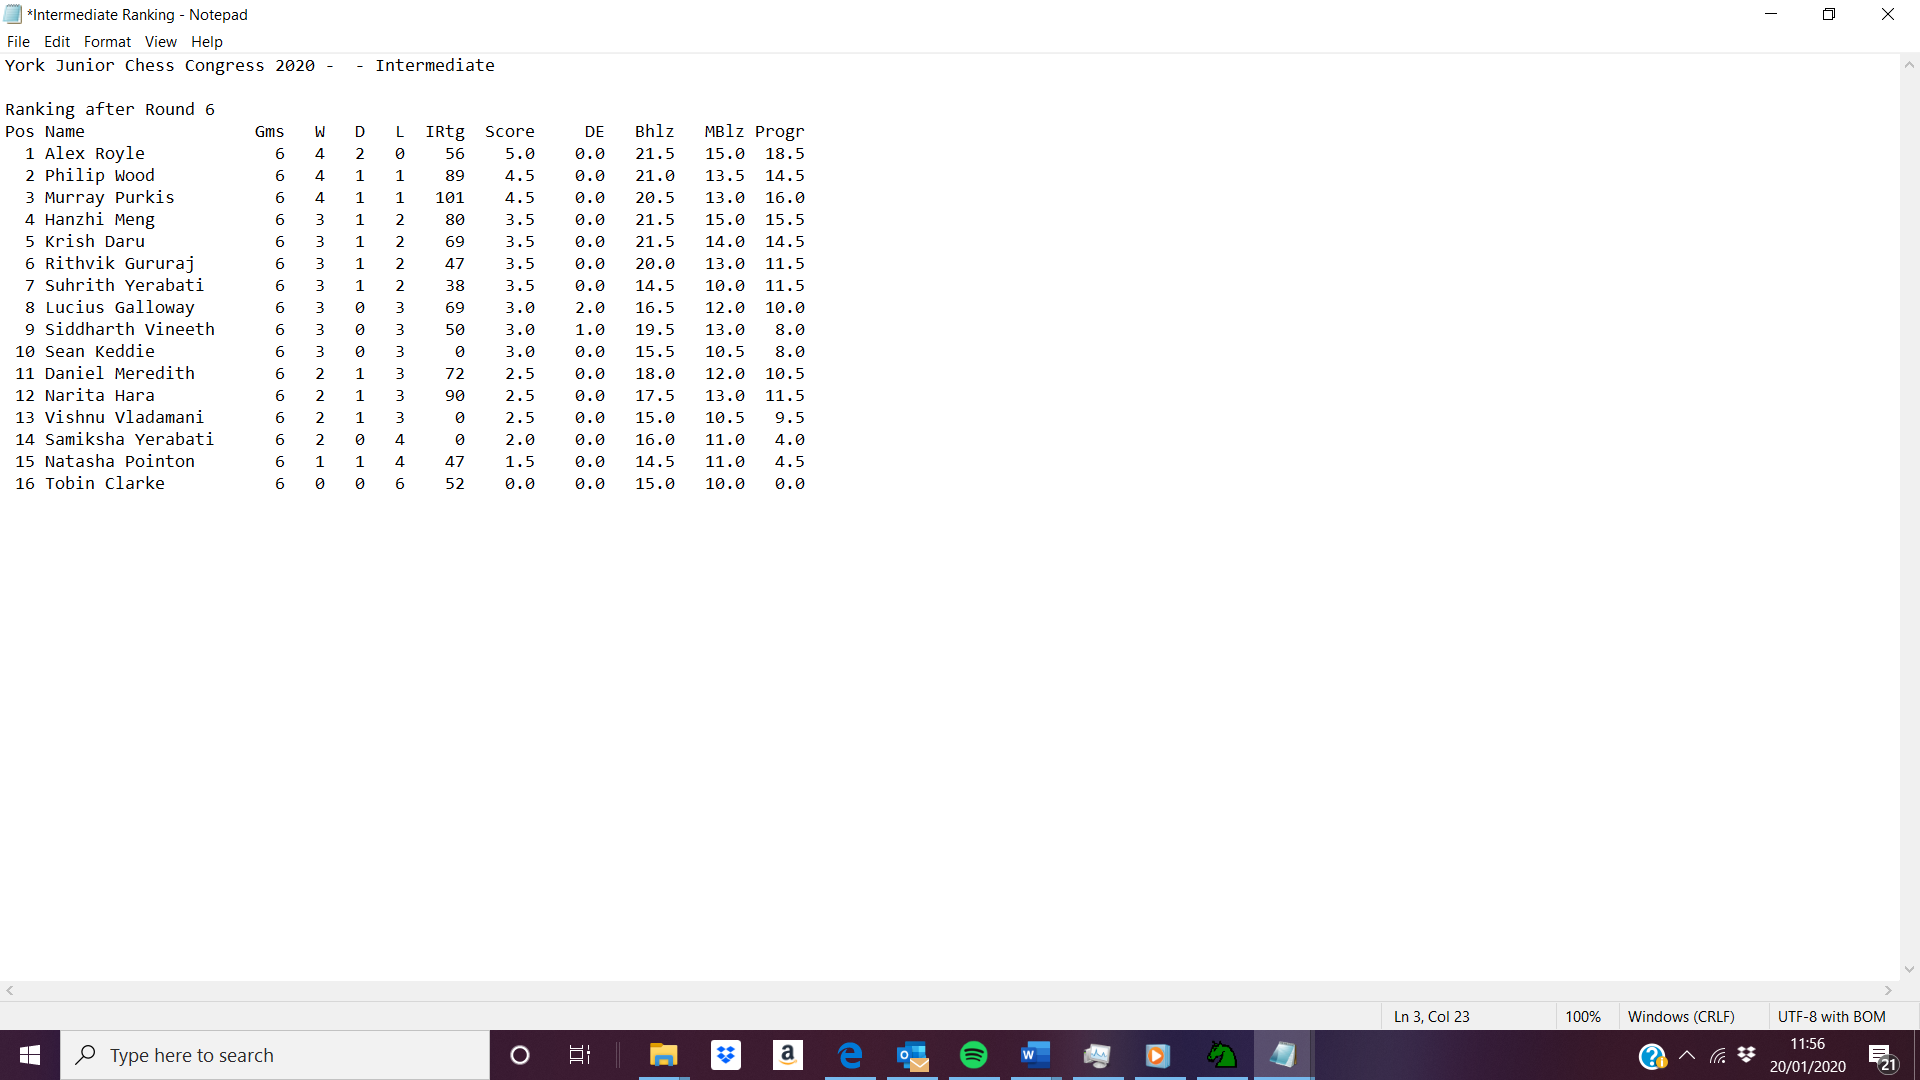 *Intermediate Ranking - Notepad
File Edit Format View Help
York Junior Chess Congress 2020 -  - Intermediate
Ranking after Round 6
Pos Name Gms W D L IRtg Score DE Bhlz MBlz Progr
1 Alex Royle 6 4 2 0 56 5.0 0.0 21.5 15.0 18.5
2 Philip Wood 6 4 1 1 89 4.5 0.0 21.0 13.5 14.5
3 Murray Purkis 6 4 1 1 101 4.5 0.0 20.5 13.0 16.0
4 Hanzhi Meng 6 3 1 2 80 3.5 0.0 21.5 15.0 15.5
5 Krish Daru 6 3 1 2 69 3.5 0.0 21.5 14.0 14.5
6 Rithvik Gururaj 6 3 1 2 47 3.5 0.0 20.0 13.0 11.5
7 Suhrith Yerabati 6 3 1 2 38 3.5 0.0 14.5 10.0 11.5
8 Lucius Galloway 6 3 0 3 69 3.0 2.0 16.5 12.0 10.0
9 Siddharth Vineeth 6 3 0 3 50 3.0 1.0 19.5 13.0 8.0
10 Sean Keddie 6 3 0 3 0 3.0 0.0 15.5 10.5 8.0
11 Daniel Meredith 6 2 1 3 72 2.5 0.0 18.0 12.0 10.5
12 Narita Hara 6 2 1 3 90 2.5 0.0 17.5 13.0 11.5
13 Vishnu Vladamani 6 2 1 3 0 2.5 0.0 15.0 10.5 9.5
14 Samiksha Yerabati 6 2 0 4 0 2.0 0.0 16.0 11.0 4.0
15 Natasha Pointon 6 1 1 4 47 1.5 0.0 14.5 11.0 4.5
16 Tobin Clarke 6 0 0 6 52 0.0 0.0 15.0 10.0 0.0
Ln 3, Col 23 100% Windows (CRLF) UTF-8 with BOM
Type here to search
11:56
20/01/2020
21